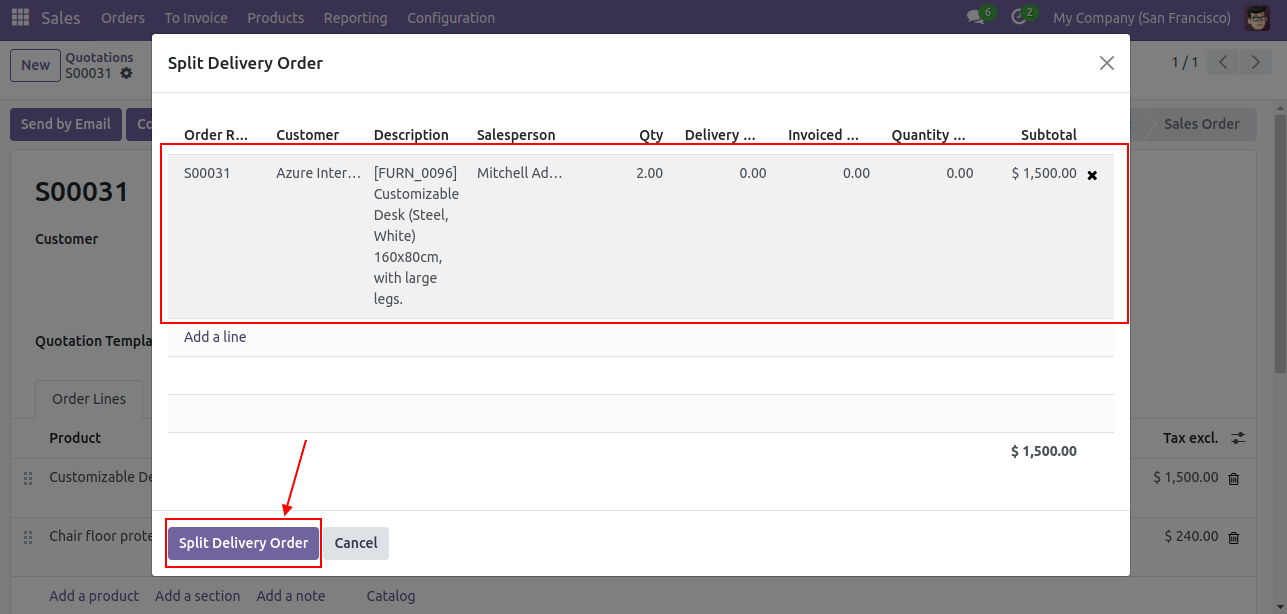 Sales Orders To Invoice Products Reporting Configuration 6 2 My Company (San Francisco)
New Quotations
S00031
1 / 1
Send by Email Co
Sales Order
S00031
Customer
Quotation Templa
Order Lines
Product
Tax excl.
Customizable De
$ 1,500.00
Chair floor prote
$ 240.00
Add a product Add a section Add a note Catalog
Split Delivery Order
Order R... Customer Description Salesperson Qty Delivery ... Invoiced ... Quantity ... Subtotal
S00031 Azure Inter... [FURN_0096] Mitchell Ad... 2.00 0.00 0.00 0.00 $ 1,500.00
Customizable
Desk (Steel,
White)
160x80cm,
with large
legs.
Add a line
$ 1,500.00
Split Delivery Order Cancel